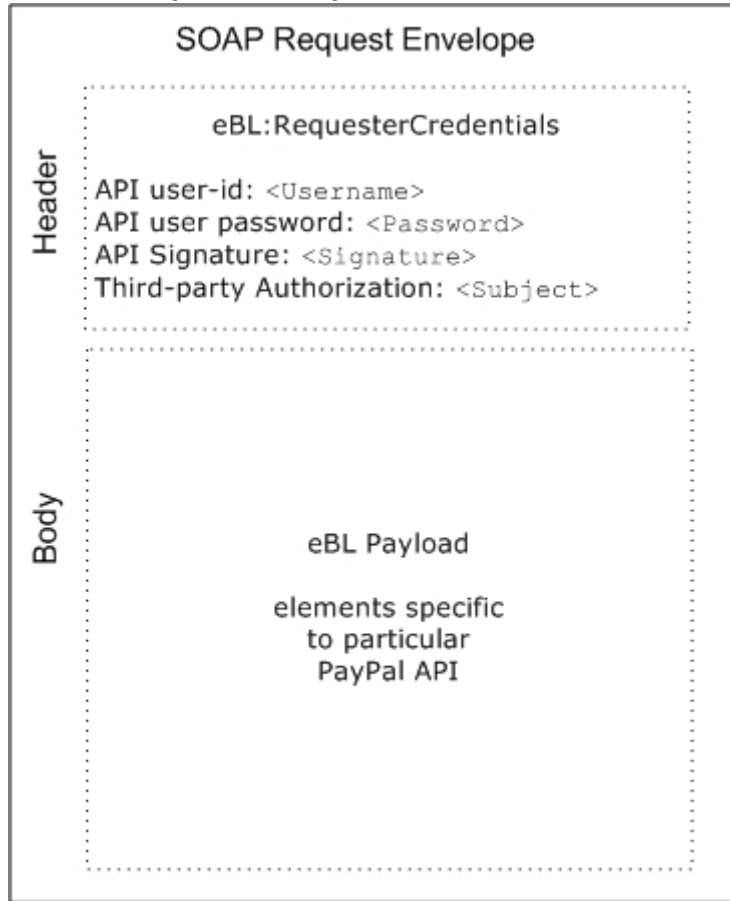 SOAP Request Envelope
Header
eBL:RequesterCredentials
API user-id: <Username>
API user password: <Password>
API Signature: <Signature>
Third-party Authorization: <Subject>
Body
eBL Payload
elements specific
to particular
PayPal API